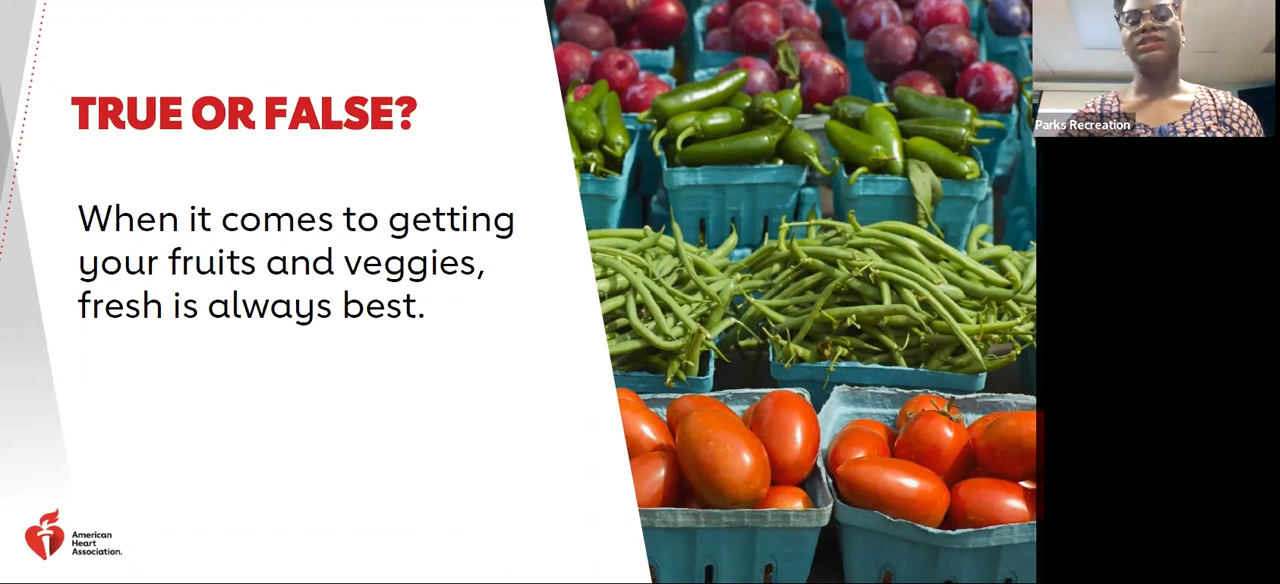 TRUE OR FALSE?
When it comes to getting
your fruits and veggies,
fresh is always best.
American
Heart
Association.
Parks Recreation